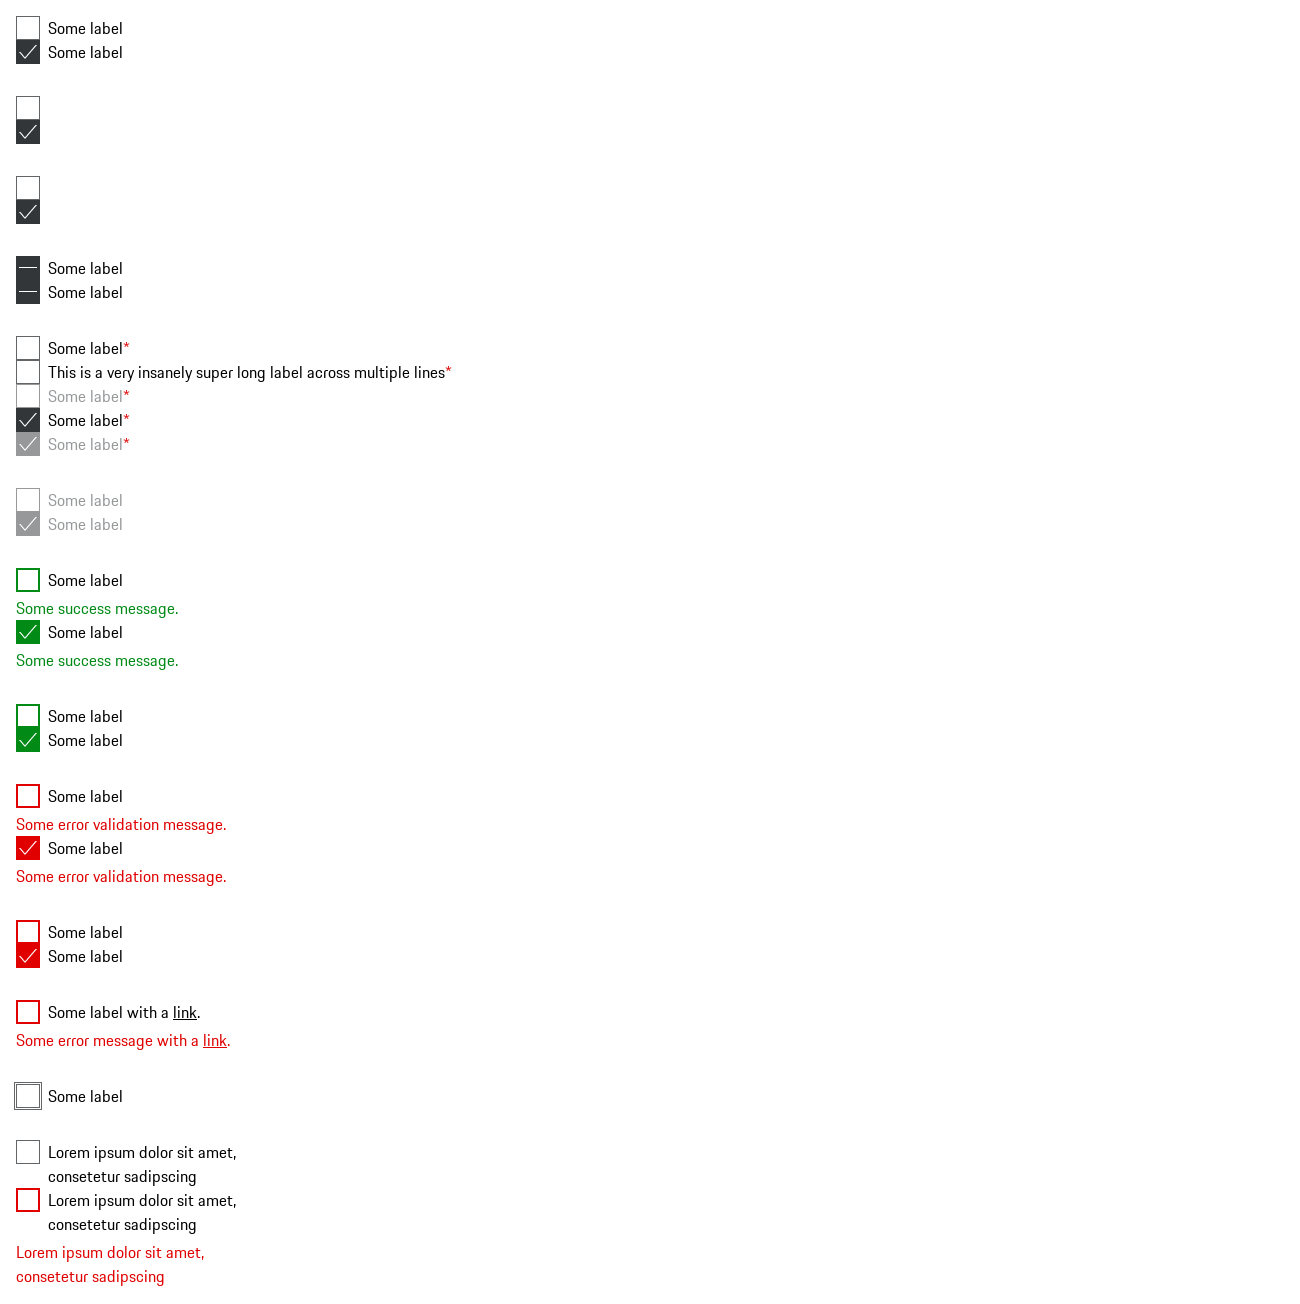 Some label
Some label
Some label
Some label
Some label*
This is a very insanely super long label across multiple lines*
Some label*
Some label*
Some label*
Some label
Some label
Some label
Some success message.
Some label
Some success message.
Some label
Some label
Some label
Some error validation message.
Some label
Some error validation message.
Some label
Some label
Some label with a link.
Some error message with a link.
Some label
Lorem ipsum dolor sit amet,
consetetur sadipscing
Lorem ipsum dolor sit amet,
consetetur sadipscing
Lorem ipsum dolor sit amet,
consetetur sadipscing